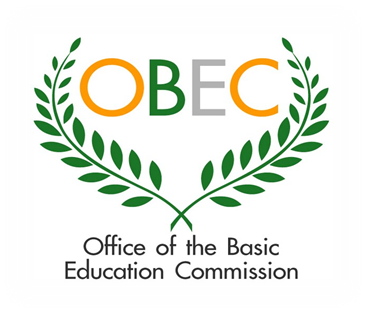 OBEC
Office of the Basic
Education Commission